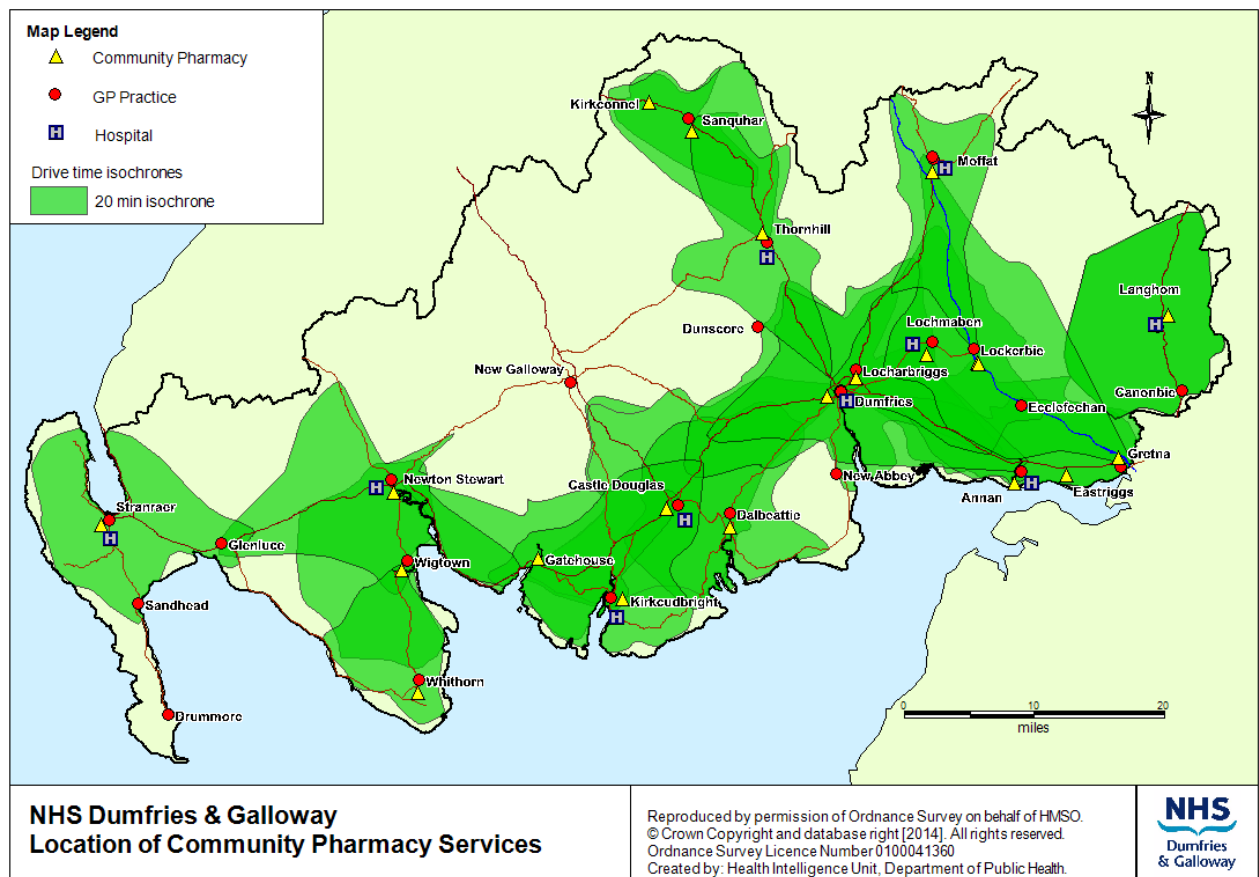 Map Legend
Community Pharmacy
GP Practice
H
Hospital
Drive time isochrones
20 min isochrone
N
Kirkconnel
Sanquhar
Moffat
H
Thornhill
H
Langhom
H
Dunscore
Lochmaben
H
Lockerbie
New Galloway
Locharbriggs
Dumfries
H
Canonbie
Ecclefechan
Gretna
Newton Stewart
H
Castle Douglas
H
New Abbey
Annan
H
Eastriggs
Stranraer
H
Dalbeattie
Glenluce
Wigtown
Gatehouse
Sandhead
Kirkcudbright
H
Whithorn
Drummore
0 10 20
miles
NHS Dumfries & Galloway
Location of Community Pharmacy Services
Reproduced by permission of Ordnance Survey on behalf of HMSO.
© Crown Copyright and database right [2014]. All rights reserved.
Ordnance Survey Licence Number 0100041360
Created by: Health Intelligence Unit, Department of Public Health.
NHS
Dumfries
& Galloway